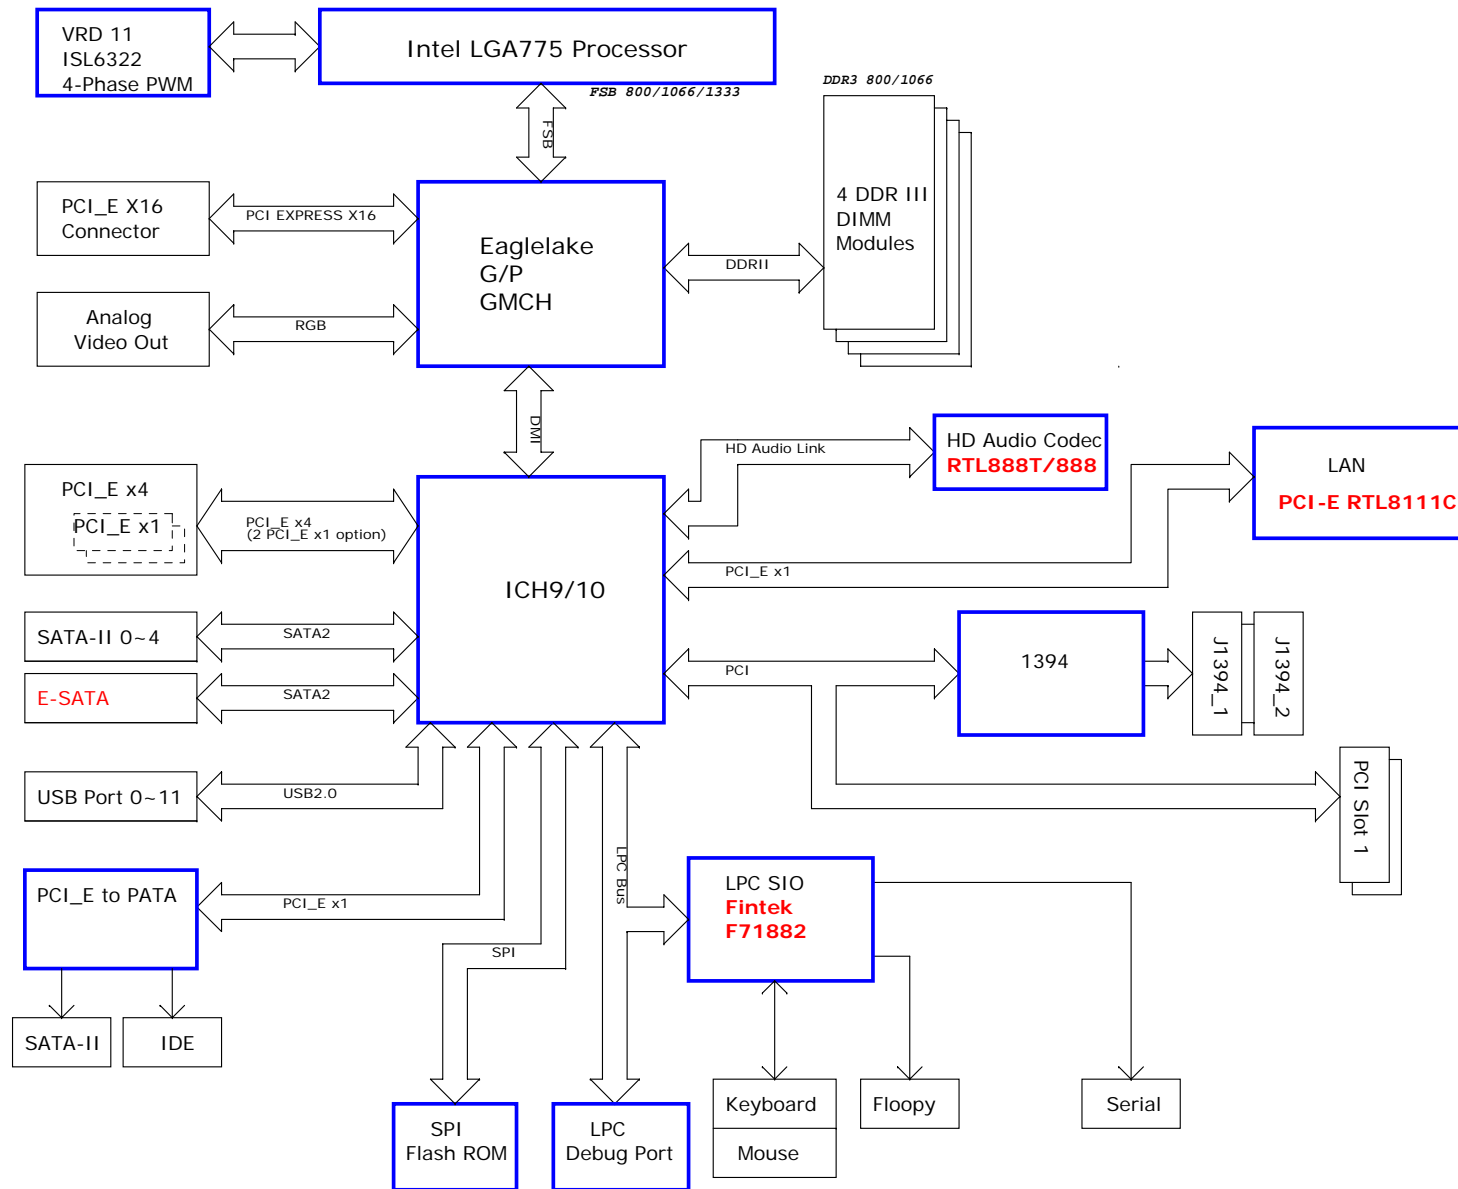 VRD 11
ISL6322
4-Phase PWM
Intel LGA775 Processor
FSB 800/1066/1333
DDR3 800/1066
FSB
PCI_E X16
Connector
PCI EXPRESS X16
Eaglelake
G/P
GMCH
4 DDR III
DIMM
Modules
DDRII
Analog
Video Out
RGB
DMI
HD Audio Link
HD Audio Codec
RTL888T/888
LAN
PCI-E RTL8111C
PCI_E x4
PCI_E x1
PCI_E x4
(2 PCI_E x1 option)
ICH9/10
PCI_E x1
SATA-II 0~4
SATA2
E-SATA
SATA2
PCI
1394
J1394_1
J1394_2
USB Port 0~11
USB2.0
PCI Slot 1
PCI_E to PATA
PCI_E x1
LPC Bus
LPC SIO
Fintek
F71882
SPI
SATA-II
IDE
SPI
Flash ROM
LPC
Debug Port
Keyboard
Mouse
Floopy
Serial